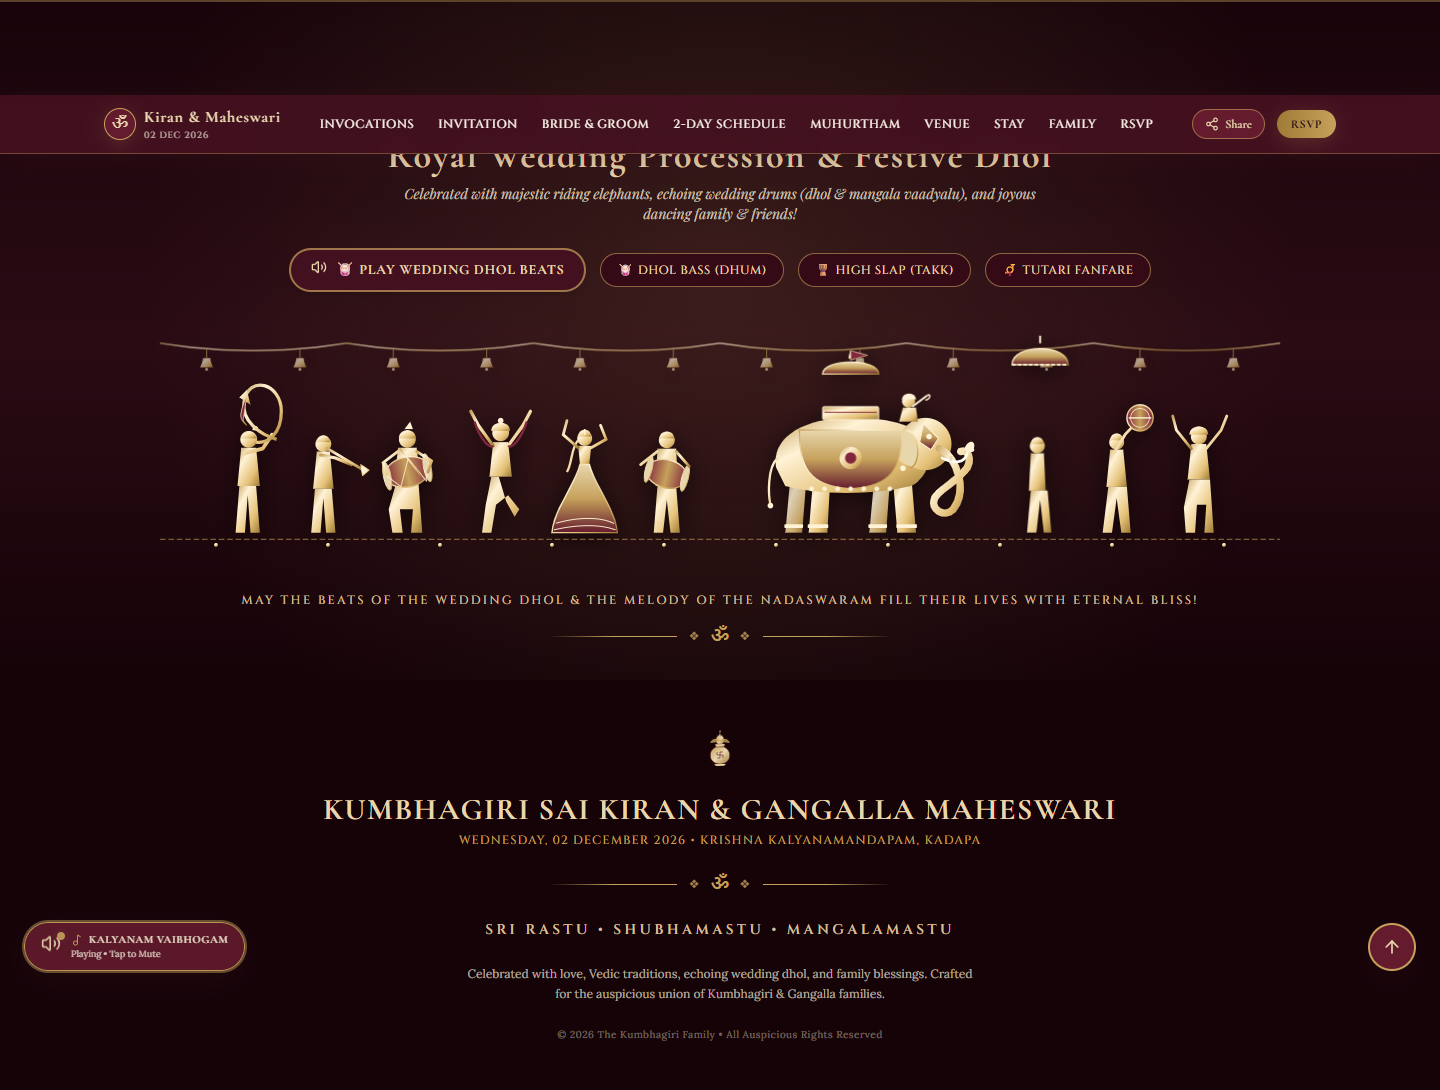 ॐ
Kiran & Maheswari
02 DEC 2026
INVOCATIONS
INVITATION
BRIDE & GROOM
2-DAY SCHEDULE
MUHURTHAM
VENUE
STAY
FAMILY
RSVP
Share
RSVP
Royal Wedding Procession & Festive Dhol
Celebrated with majestic riding elephants, echoing wedding drums (dhol & mangala vaadyalu), and joyous
dancing family & friends!
PLAY WEDDING DHOL BEATS
DHOL BASS (DHUM)
HIGH SLAP (TAKK)
TUTARI FANFARE
MAY THE BEATS OF THE WEDDING DHOL & THE MELODY OF THE NADASWARAM FILL THEIR LIVES WITH ETERNAL BLISS!
❖ ॐ ❖
KUMBHAGIRI SAI KIRAN & GANGALLA MAHESWARI
WEDNESDAY, 02 DECEMBER 2026 • KRISHNA KALYANAMANDAPAM, KADAPA
❖ ॐ ❖
SRI RASTU • SHUBHAMASTU • MANGALAMASTU
KALYANAM VAIBHOGAM
Playing • Tap to Mute
Celebrated with love, Vedic traditions, echoing wedding dhol, and family blessings. Crafted
for the auspicious union of Kumbhagiri & Gangalla families.
© 2026 The Kumbhagiri Family • All Auspicious Rights Reserved